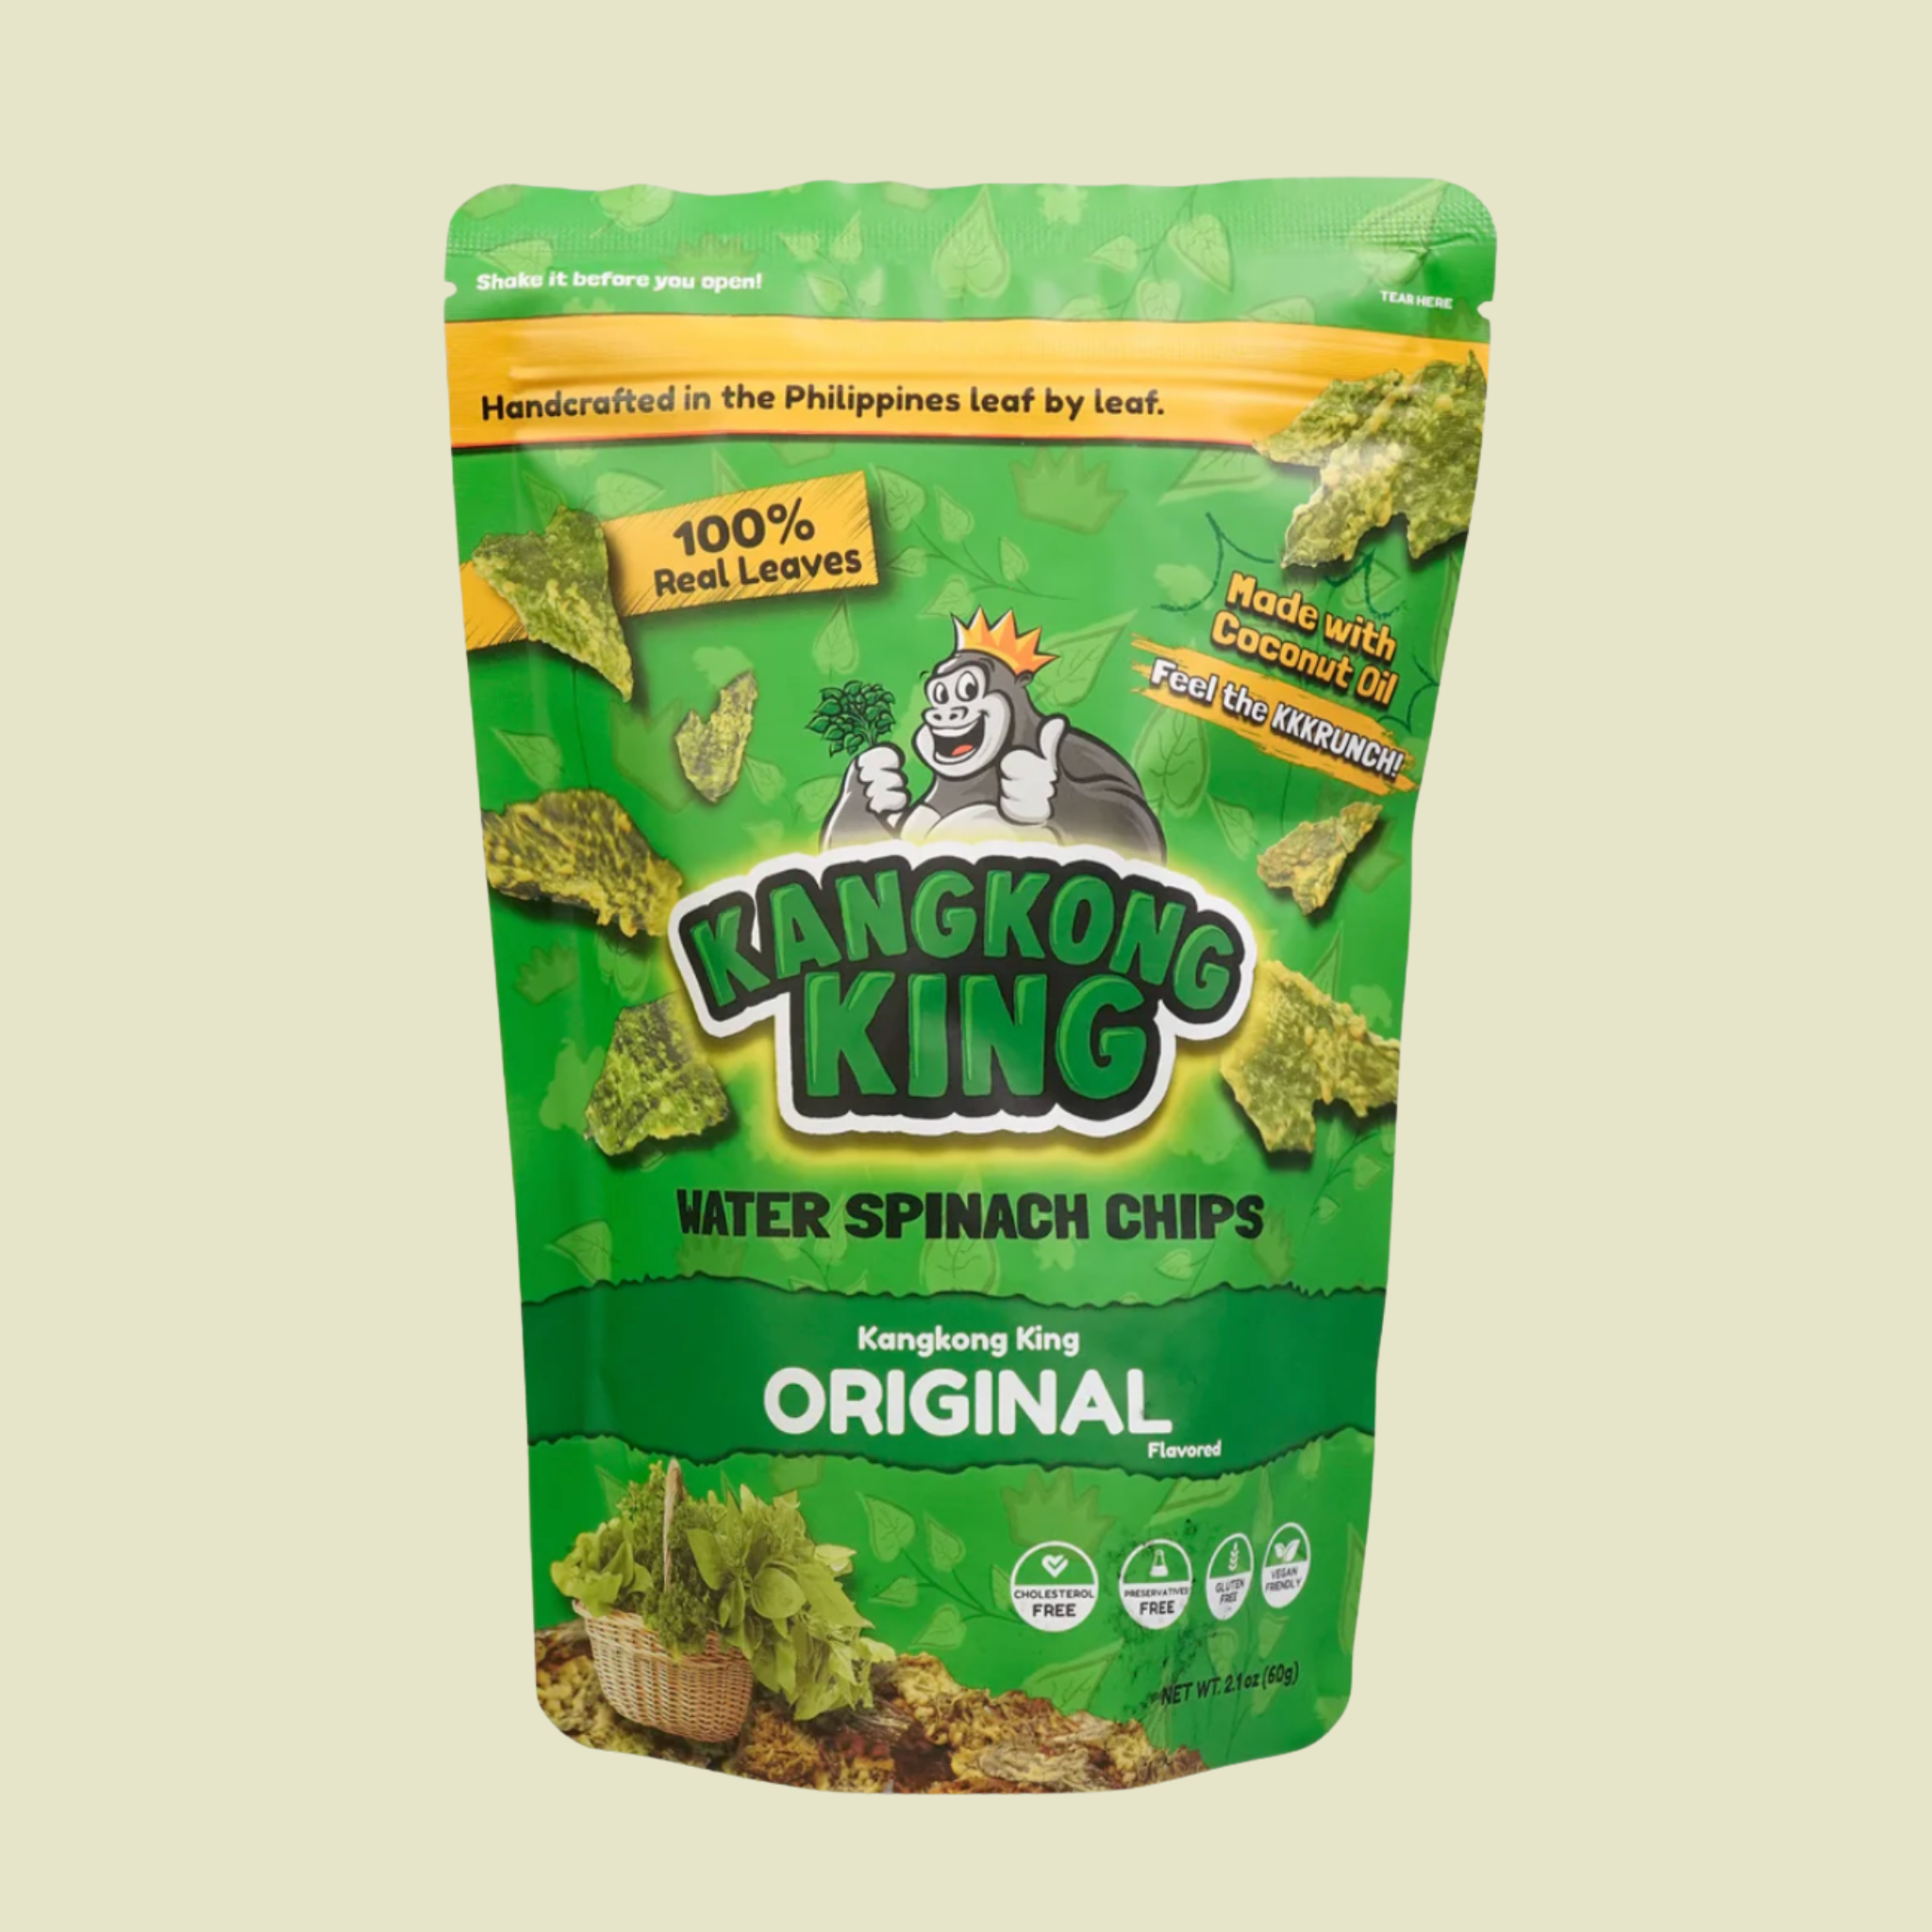 Shake it before you open!
TEAR HERE
Handcrafted in the Philippines leaf by leaf.
100%
Real Leaves
Made with
Coconut Oil
Feel the KKKRUNCH!
KANGKONG
KING
WATER SPINACH CHIPS
Kangkong King
ORIGINAL
Flavored
CHOLESTEROL
FREE
PRESERVATIVES
FREE
GLUTEN
FREE
VEGAN
FRIENDLY
NET WT. 2.1 oz (60g)